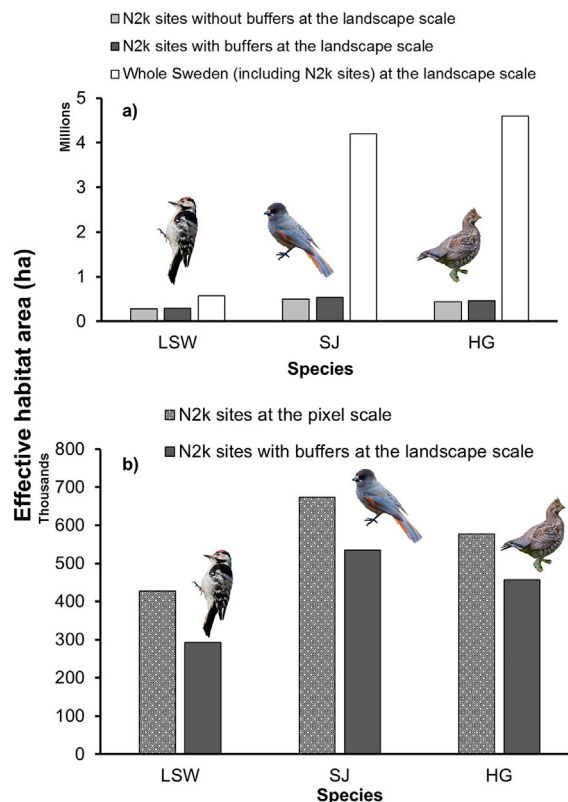 N2k sites without buffers at the landscape scale
N2k sites with buffers at the landscape scale
Whole Sweden (including N2k sites) at the landscape scale
Effective habitat area (ha)
Millions
a)
5
4
3
2
1
0
LSW SJ HG
Species
N2k sites at the pixel scale
N2k sites with buffers at the landscape scale
Thousands
b)
800
700
600
500
400
300
200
100
0
LSW SJ HG
Species